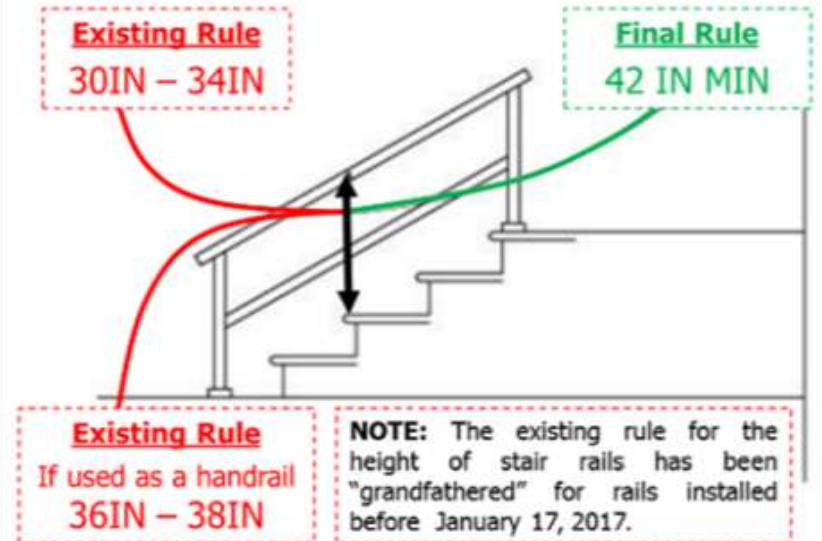 Existing Rule
30IN – 34IN
Final Rule
42 IN MIN
Existing Rule
If used as a handrail
36IN – 38IN
NOTE: The existing rule for the
height of stair rails has been
"grandfathered" for rails installed
before January 17, 2017.